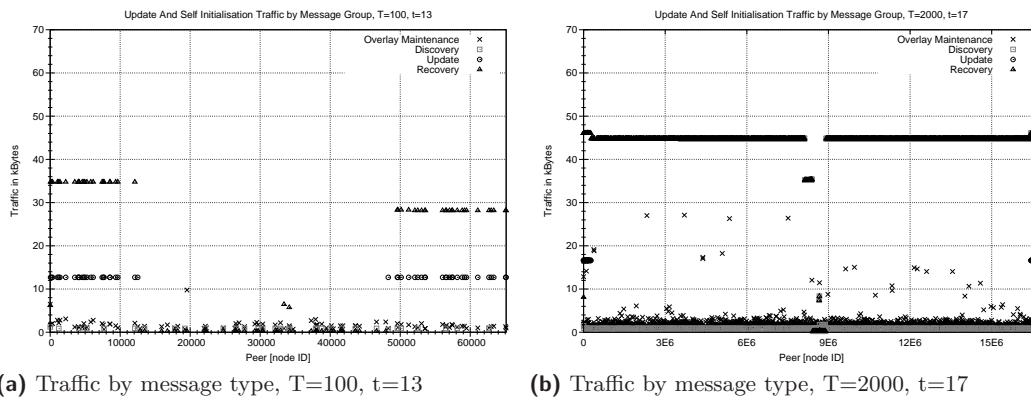 Update And Self Initialisation Traffic by Message Group, T=100, t=13
70
60
50
40
30
20
10
0
Traffic in kBytes
Overlay Maintenance
Discovery
Update
Recovery
0 10000 20000 30000 40000 50000 60000
Peer [node ID]
(a) Traffic by message type, T=100, t=13
Update And Self Initialisation Traffic by Message Group, T=2000, t=17
70
60
50
40
30
20
10
0
Traffic in kBytes
Overlay Maintenance
Discovery
Update
Recovery
0 3E6 6E6 9E6 12E6 15E6
Peer [node ID]
(b) Traffic by message type, T=2000, t=17